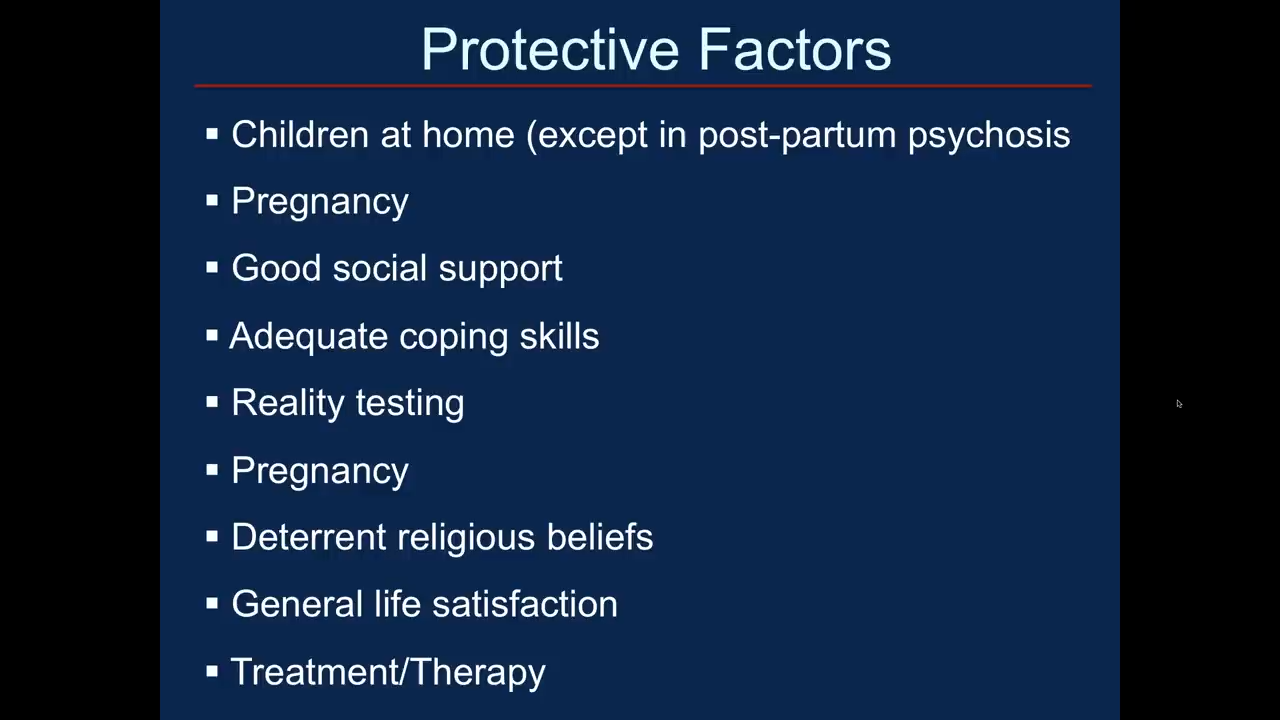 Protective Factors
▪ Children at home (except in post-partum psychosis
▪ Pregnancy
▪ Good social support
▪ Adequate coping skills
▪ Reality testing
▪ Pregnancy
▪ Deterrent religious beliefs
▪ General life satisfaction
▪ Treatment/Therapy